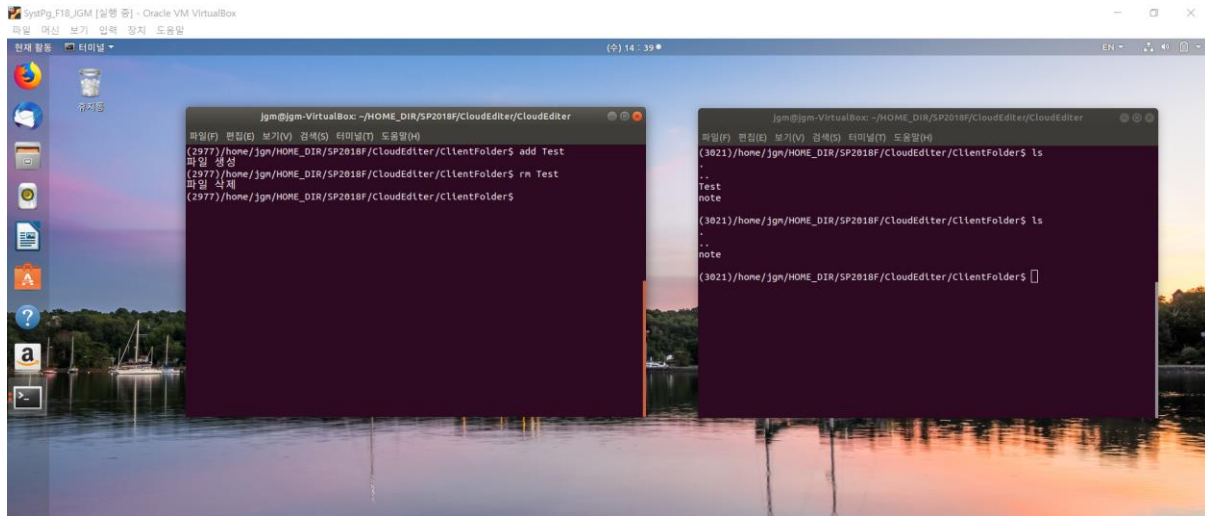 SystPg_F18_JGM [실행 중] - Oracle VM VirtualBox
파일 머신 보기 입력 장치 도움말
현재 활동 터미널 (수) 14 : 39 EN
휴지통
jgm@jgm-VirtualBox: ~/HOME_DIR/SP2018F/CloudEditer/CloudEditer
파일(F) 편집(E) 보기(V) 검색(S) 터미널(T) 도움말(H)
(2977)/home/jgm/HOME_DIR/SP2018F/CloudEditer/ClientFolder$ add Test
파일 생성
(2977)/home/jgm/HOME_DIR/SP2018F/CloudEditer/ClientFolder$ rm Test
파일 삭제
(2977)/home/jgm/HOME_DIR/SP2018F/CloudEditer/ClientFolder$
jgm@jgm-VirtualBox: ~/HOME_DIR/SP2018F/CloudEditer/CloudEditer
파일(F) 편집(E) 보기(V) 검색(S) 터미널(T) 도움말(H)
(3021)/home/jgm/HOME_DIR/SP2018F/CloudEditer/ClientFolder$ ls
.
..
Test
note
(3021)/home/jgm/HOME_DIR/SP2018F/CloudEditer/ClientFolder$ ls
.
..
note
(3021)/home/jgm/HOME_DIR/SP2018F/CloudEditer/ClientFolder$